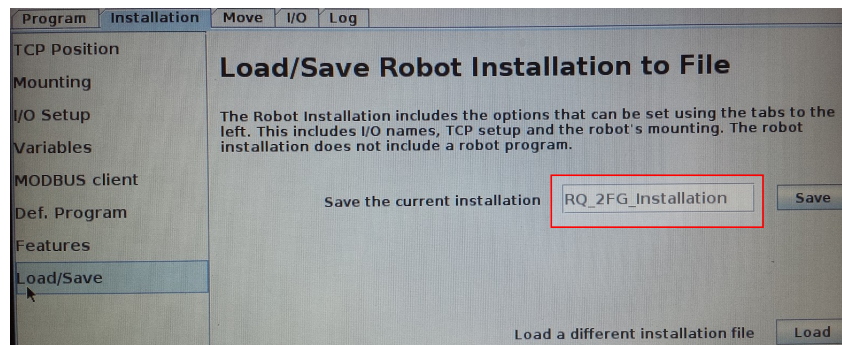 Program Installation Move I/O Log
TCP Position
Mounting
I/O Setup
Variables
MODBUS client
Def. Program
Features
Load/Save
Load/Save Robot Installation to File
The Robot Installation includes the options that can be set using the tabs to the
left. This includes I/O names, TCP setup and the robot's mounting. The robot
installation does not include a robot program.
Save the current installation RQ_2FG_Installation Save
Load a different installation file Load